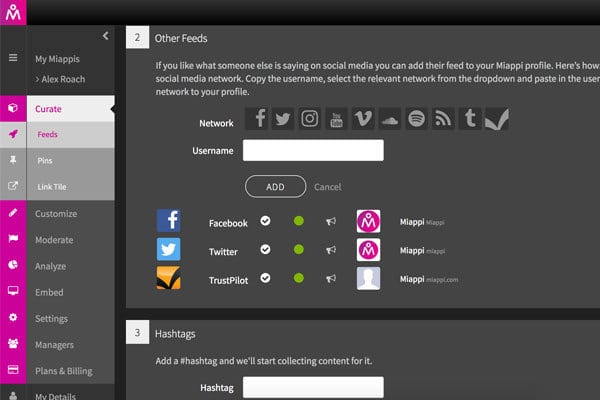 My Miappis
> Alex Roach
Curate
Feeds
Pins
Link Tile
Customize
Moderate
Analyze
Embed
Settings
Managers
Plans & Billing
My Details
2 Other Feeds
If you like what someone else is saying on social media you can add their feed to your Miappi profile. Here's how
social media network. Copy the username, select the relevant network from the dropdown and paste in the user
network to your profile.
Network
You Tube
Username
ADD Cancel
Facebook Miappi Miappi
Twitter Miappi miappi
TrustPilot Miappi miappi.com
3 Hashtags
Add a #hashtag and we'll start collecting content for it.
Hashtag